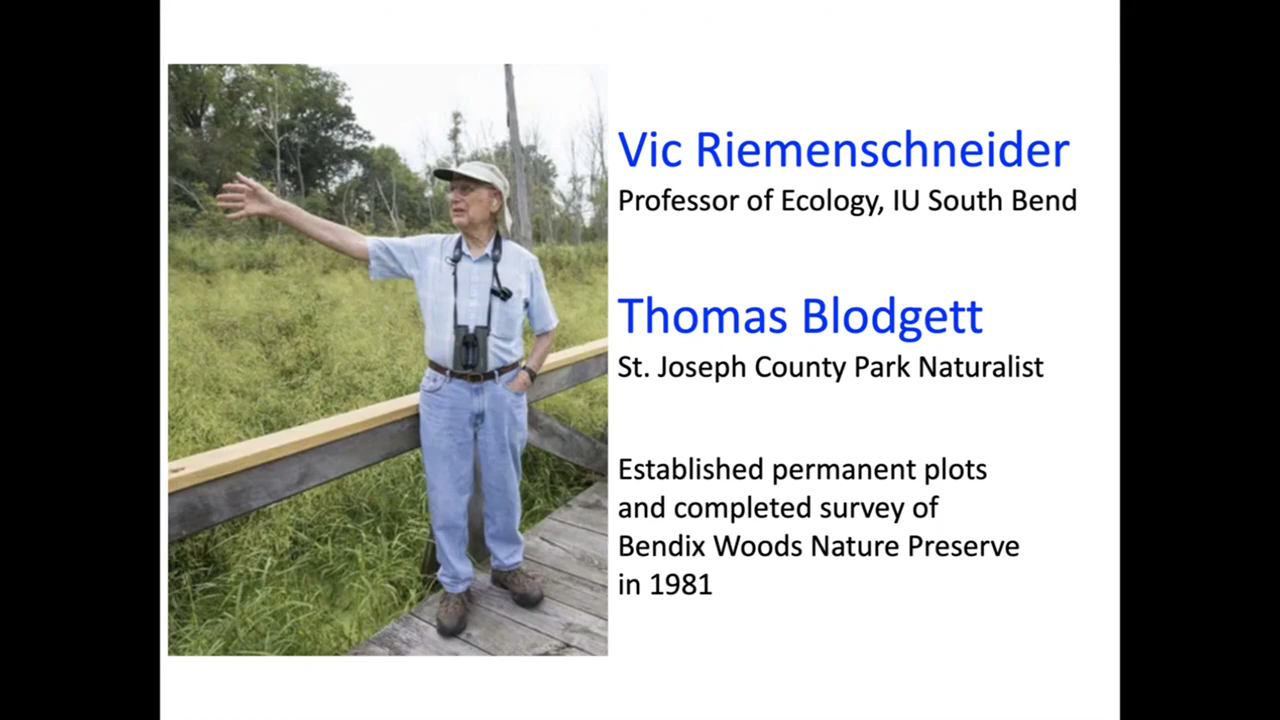 Vic Riemenschneider
Professor of Ecology, IU South Bend
Thomas Blodgett
St. Joseph County Park Naturalist
Established permanent plots
and completed survey of
Bendix Woods Nature Preserve
in 1981